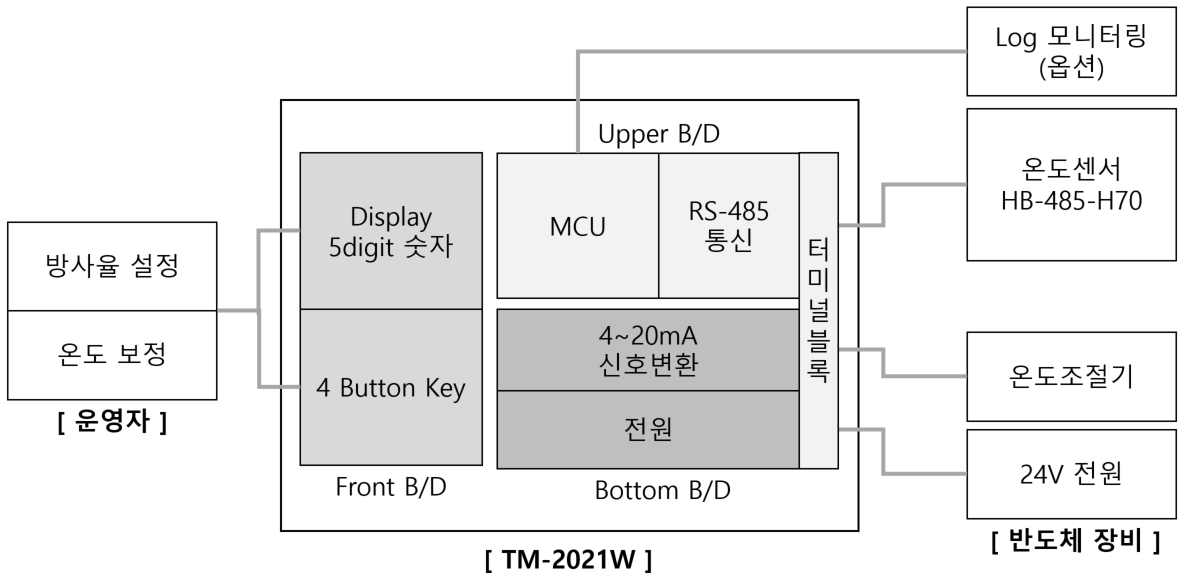 Log 모니터링
(옵션)
Upper B/D
온도센서
HB-485-H70
Display
5digit 숫자
MCU
RS-485
통신
터미널블록
방사율 설정
온도 보정
[ 운영자 ]
4 Button Key
4~20mA
신호변환
전원
온도조절기
24V 전원
Front B/D
Bottom B/D
[ 반도체 장비 ]
[ TM-2021W ]